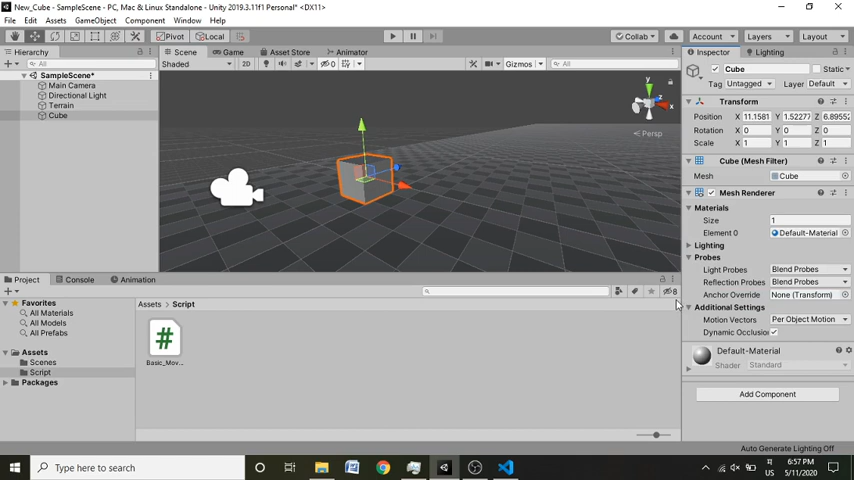 New_Cube - SampleScene - PC, Mac & Linux Standalone - Unity 2019.3.11f1 Personal* <DX11>
File Edit Assets GameObject Component Window Help
Pivot Local Collab Account Layers Layout
Hierarchy Scene Game Asset Store Animator Inspector Lighting
All Shaded 2D 0 Gizmos All
SampleScene*
Main Camera
Directional Light
Terrain
Cube
y
x
z
Persp
Cube Static
Tag Untagged Layer Default
Transform
Position X 11.1581 Y 1.52277 Z 6.89552
Rotation X 0 Y 0 Z 0
Scale X 1 Y 1 Z 1
Cube (Mesh Filter)
Mesh Cube
Mesh Renderer
Materials
Size 1
Element 0 Default-Material
Lighting
Probes
Light Probes Blend Probes
Reflection Probes Blend Probes
Anchor Override None (Transform)
Additional Settings
Motion Vectors Per Object Motion
Dynamic Occlusion
Default-Material
Shader Standard
Add Component
Project Console Animation
8
Favorites
All Materials
All Models
All Prefabs
Assets
Scenes
Script
Packages
Assets > Script
#
Basic_Mov...
Auto Generate Lighting Off
Type here to search
US
6:57 PM
5/11/2020